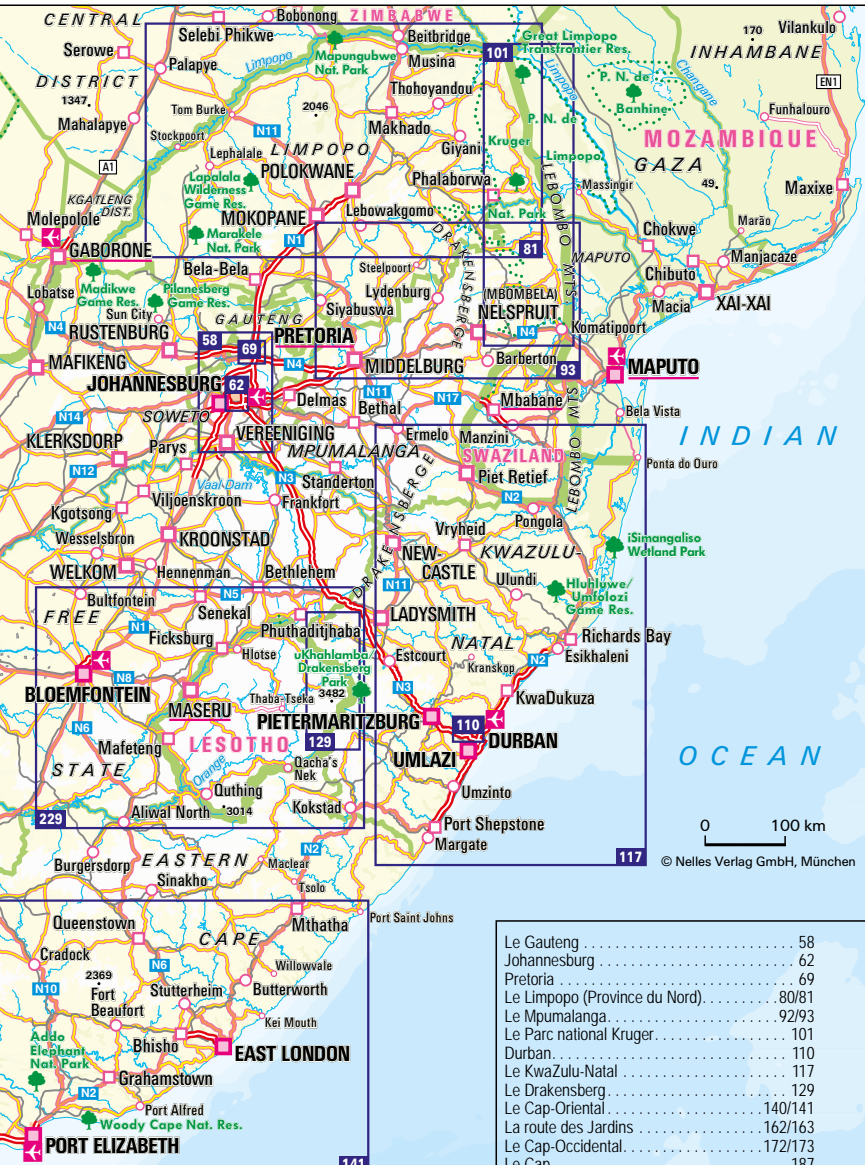 CENTRAL
Bobonong
ZIMBABWE
Vilankulo
Serowe
Selebi Phikwe
Beitbridge
Great Limpopo
Transfrontier Res.
170
INHAMBANE
Palapye
Limpopo
Mapungubwe
Nat. Park
Musina
101
Limpopo
P. N. de
Banhine
Changane
EN1
DISTRICT
1347
Mahalapye
Tom Burke
2046
Thohoyandou
Makhado
P. N. de
Funhalouro
Stockpoort
N11
LIMPOPO
Giyani
Kruger
Limpopo
MOZAMBIQUE
A1
Lephalale
POLOKWANE
GAZA
KGATLENG
DIST.
Lapalala
Wilderness
Game Res.
Phalaborwa
LEBOMBO MTS
Massingir
49
Maxixe
Molepolole
MOKOPANE
Lebowakgomo
Nat. Park
Marão
GABORONE
Marakele
Nat. Park
N1
DRAKENSBERGE
81
MAPUTO
Chokwe
Manjacaze
Madikwe
Game Res.
Bela-Bela
Steelpoort
Chibuto
Lobatse
Pilanesberg
Game Res.
Lydenburg
(MBOMBELA)
NELSPRUIT
Macia
XAI-XAI
Sun City
GAUTENG
Siyabuswa
N4
RUSTENBURG
58
69
PRETORIA
N4
Komatipoort
MAFIKENG
N4
MIDDELBURG
Barberton
93
MAPUTO
JOHANNESBURG
62
Delmas
N11
N17
Mbabane
N14
SOWETO
Bethal
Bela Vista
KLERKSDORP
VEREENIGING
Ermelo
Manzini
LEBOMBO MTS
INDIAN
Parys
MPUMALANGA
SWAZILAND
N12
Vaal Dam
N3
Standerton
Piet Retief
Ponta do Ouro
Viljoenskroon
Frankfort
DRAKENSBERGE
N2
Kgotsong
Pongola
Wesselsbron
KROONSTAD
Vryheid
iSimangaliso
Wetland Park
WELKOM
Hennenman
Bethlehem
NEW-
CASTLE
KWAZULU-
Bultfontein
N5
N11
Ulundi
Hluhluwe/
Umfolozi
Game Res.
FREE
Senekal
LADYSMITH
N1
Ficksburg
Phuthaditjhaba
NATAL
Richards Bay
Hlotse
uKhahlamba/
Drakensberg
Park
Estcourt
Kranskop
N2
Esikhaleni
N8
BLOEMFONTEIN
Thaba-Tseka
3482
N3
KwaDukuza
MASERU
PIETERMARITZBURG
110
N6
Mafeteng
LESOTHO
129
DURBAN
OCEAN
UMLAZI
STATE
Orange
Qacha's
Nek
Quthing
3014
Umzinto
229
Aliwal North
Kokstad
Port Shepstone
0 100 km
Burgersdorp
EASTERN
N2
Margate
117
© Nelles Verlag GmbH, München
Maclear
Sinakho
Tsolo
Queenstown
Mthatha
Port Saint Johns
CAPE
Cradock
N6
Willowvale
2369
N10
Fort
Beaufort
Stutterheim
Butterworth
Kei Mouth
Addo
Elephant
Nat. Park
Bhisho
EAST LONDON
Grahamstown
N2
Port Alfred
Woody Cape Nat. Res.
PORT ELIZABETH
141
Le Gauteng . . . . . . . . . . . . . . . . . . . . . . . . 58
Johannesburg . . . . . . . . . . . . . . . . . . . . . . 62
Pretoria . . . . . . . . . . . . . . . . . . . . . . . . . . . 69
Le Limpopo (Province du Nord). . . . . . . . . .80/81
Le Mpumalanga. . . . . . . . . . . . . . . . . . . . .92/93
Le Parc national Kruger. . . . . . . . . . . . . . . . 101
Durban. . . . . . . . . . . . . . . . . . . . . . . . . . . 110
Le KwaZulu-Natal . . . . . . . . . . . . . . . . . . . 117
Le Drakensberg. . . . . . . . . . . . . . . . . . . . . 129
Le Cap-Oriental . . . . . . . . . . . . . . . . . .140/141
La route des Jardins . . . . . . . . . . . . . . .162/163
Le Cap-Occidental. . . . . . . . . . . . . . . . .172/173
Le Cap . . . . . . . . . . . . . . . . . . . . . . . . . . . 187